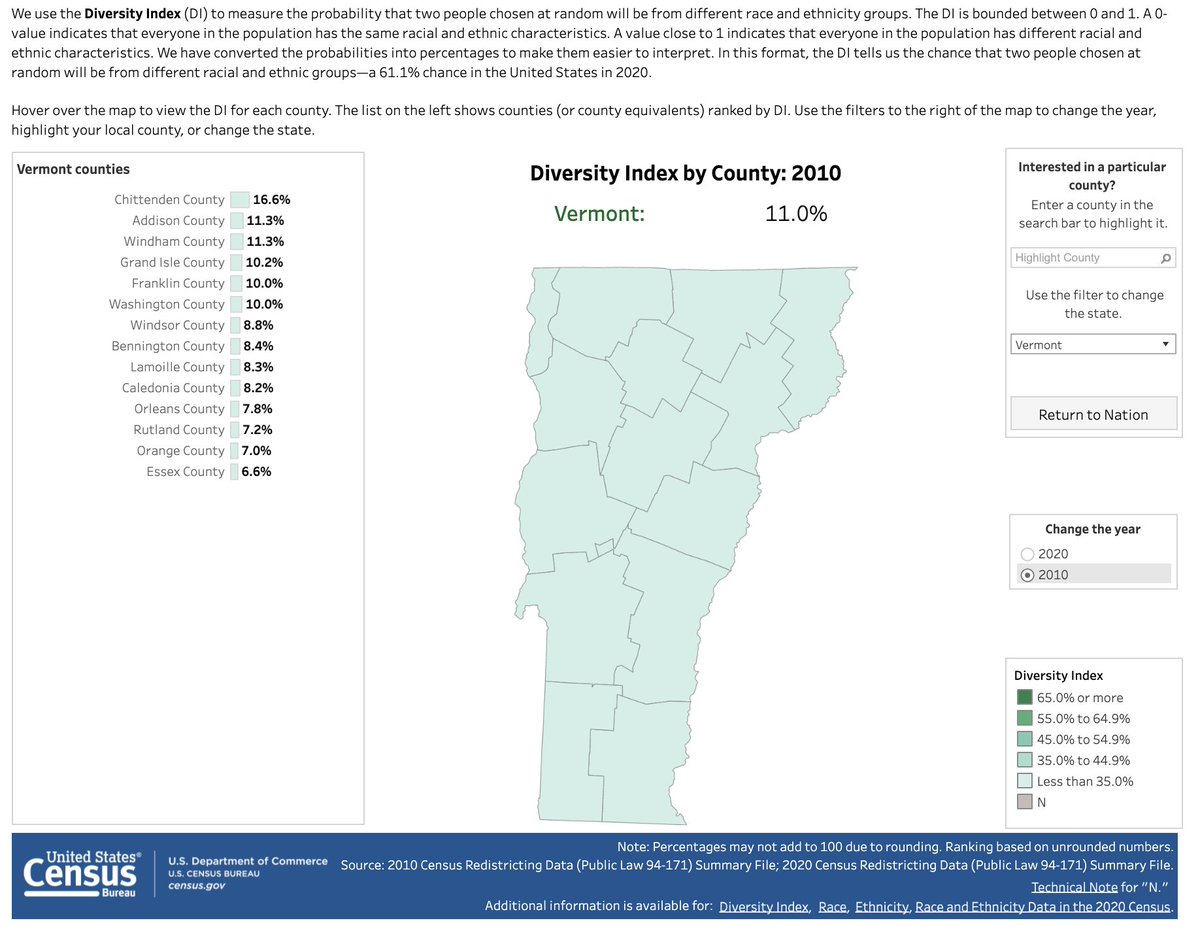 We use the Diversity Index (DI) to measure the probability that two people chosen at random will be from different race and ethnicity groups. The DI is bounded between 0 and 1. A 0-
value indicates that everyone in the population has the same racial and ethnic characteristics. A value close to 1 indicates that everyone in the population has different racial and
ethnic characteristics. We have converted the probabilities into percentages to make them easier to interpret. In this format, the DI tells us the chance that two people chosen at
random will be from different racial and ethnic groups—a 61.1% chance in the United States in 2020.
Hover over the map to view the DI for each county. The list on the left shows counties (or county equivalents) ranked by DI. Use the filters to the right of the map to change the year,
highlight your local county, or change the state.
Vermont counties
Chittenden County 16.6%
Addison County 11.3%
Windham County 11.3%
Grand Isle County 10.2%
Franklin County 10.0%
Washington County 10.0%
Windsor County 8.8%
Bennington County 8.4%
Lamoille County 8.3%
Caledonia County 8.2%
Orleans County 7.8%
Rutland County 7.2%
Orange County 7.0%
Essex County 6.6%
Diversity Index by County: 2010
Vermont: 11.0%
Interested in a particular
county?
Enter a county in the
search bar to highlight it.
Highlight County
Use the filter to change
the state.
Vermont
Return to Nation
Change the year
2020
2010
Diversity Index
65.0% or more
55.0% to 64.9%
45.0% to 54.9%
35.0% to 44.9%
Less than 35.0%
N
United States®
Census
Bureau
U.S. Department of Commerce
U.S. CENSUS BUREAU
census.gov
Note: Percentages may not add to 100 due to rounding. Ranking based on unrounded numbers.
Source: 2010 Census Redistricting Data (Public Law 94-171) Summary File; 2020 Census Redistricting Data (Public Law 94-171) Summary File.
Technical Note for "N."
Additional information is available for: Diversity Index, Race, Ethnicity, Race and Ethnicity Data in the 2020 Census.